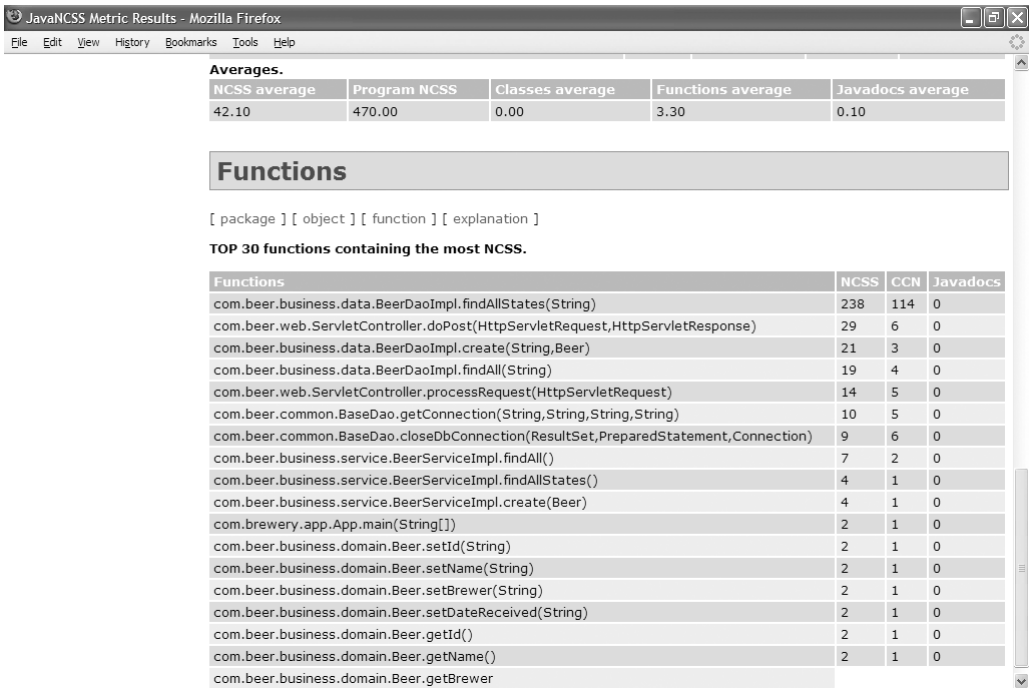 JavaNCSS Metric Results - Mozilla Firefox
File Edit View History Bookmarks Tools Help
Averages.
NCSS average Program NCSS Classes average Functions average Javadocs average
42.10 470.00 0.00 3.30 0.10
Functions
[ package ] [ object ] [ function ] [ explanation ]
TOP 30 functions containing the most NCSS.
Functions NCSS CCN Javadocs
com.beer.business.data.BeerDaoImpl.findAllStates(String) 238 114 0
com.beer.web.ServletController.doPost(HttpServletRequest,HttpServletResponse) 29 6 0
com.beer.business.data.BeerDaoImpl.create(String,Beer) 21 3 0
com.beer.business.data.BeerDaoImpl.findAll(String) 19 4 0
com.beer.web.ServletController.processRequest(HttpServletRequest) 14 5 0
com.beer.common.BaseDao.getConnection(String,String,String,String) 10 5 0
com.beer.common.BaseDao.closeDbConnection(ResultSet,PreparedStatement,Connection) 9 6 0
com.beer.business.service.BeerServiceImpl.findAll() 7 2 0
com.beer.business.service.BeerServiceImpl.findAllStates() 4 1 0
com.beer.business.service.BeerServiceImpl.create(Beer) 4 1 0
com.brewery.app.App.main(String[]) 2 1 0
com.beer.business.domain.Beer.setId(String) 2 1 0
com.beer.business.domain.Beer.setName(String) 2 1 0
com.beer.business.domain.Beer.setBrewer(String) 2 1 0
com.beer.business.domain.Beer.setDateReceived(String) 2 1 0
com.beer.business.domain.Beer.getId() 2 1 0
com.beer.business.domain.Beer.getName() 2 1 0
com.beer.business.domain.Beer.getBrewer